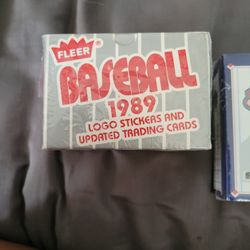 FLEER
BASEBALL
1989
LOGO STICKERS AND
UPDATED TRADING CARDS